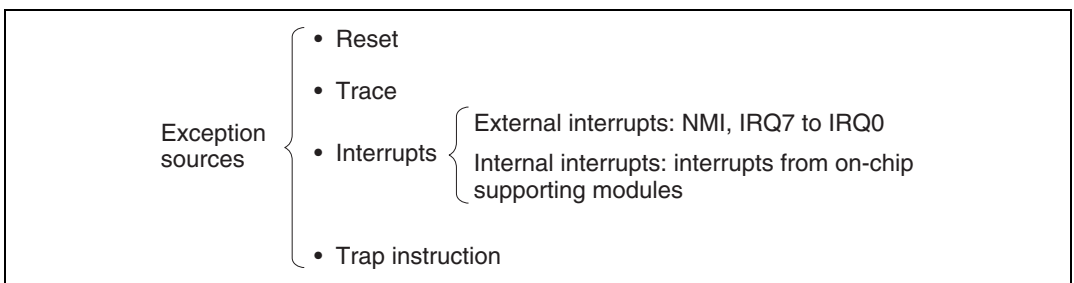 • Reset
• Trace
Exception
sources
• Interrupts
External interrupts: NMI, IRQ7 to IRQ0
Internal interrupts: interrupts from on-chip
supporting modules
• Trap instruction